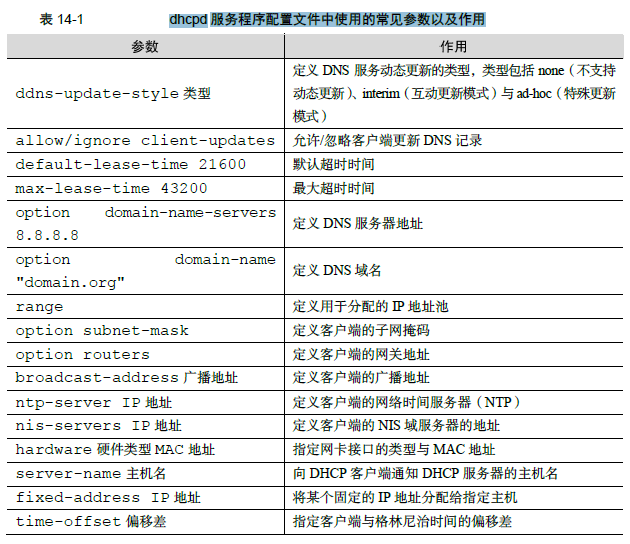 表 14-1 dhcpd 服务程序配置文件中使用的常见参数以及作用
参数 作用
ddns-update-style 类型 定义 DNS 服务动态更新的类型，类型包括 none（不支持
动态更新）、interim（互动更新模式）与 ad-hoc（特殊更新
模式）
allow/ignore client-updates 允许/忽略客户端更新 DNS 记录
default-lease-time 21600 默认超时时间
max-lease-time 43200 最大超时时间
option domain-name-servers
8.8.8.8
定义 DNS 服务器地址
option domain-name
"domain.org"
定义 DNS 域名
range 定义用于分配的 IP 地址池
option subnet-mask 定义客户端的子网掩码
option routers 定义客户端的网关地址
broadcast-address 广播地址 定义客户端的广播地址
ntp-server IP 地址 定义客户端的网络时间服务器（NTP）
nis-servers IP 地址 定义客户端的 NIS 域服务器的地址
hardware 硬件类型 MAC 地址 指定网卡接口的类型与 MAC 地址
server-name 主机名 向 DHCP 客户端通知 DHCP 服务器的主机名
fixed-address IP 地址 将某个固定的 IP 地址分配给指定主机
time-offset 偏移差 指定客户端与格林尼治时间的偏移差